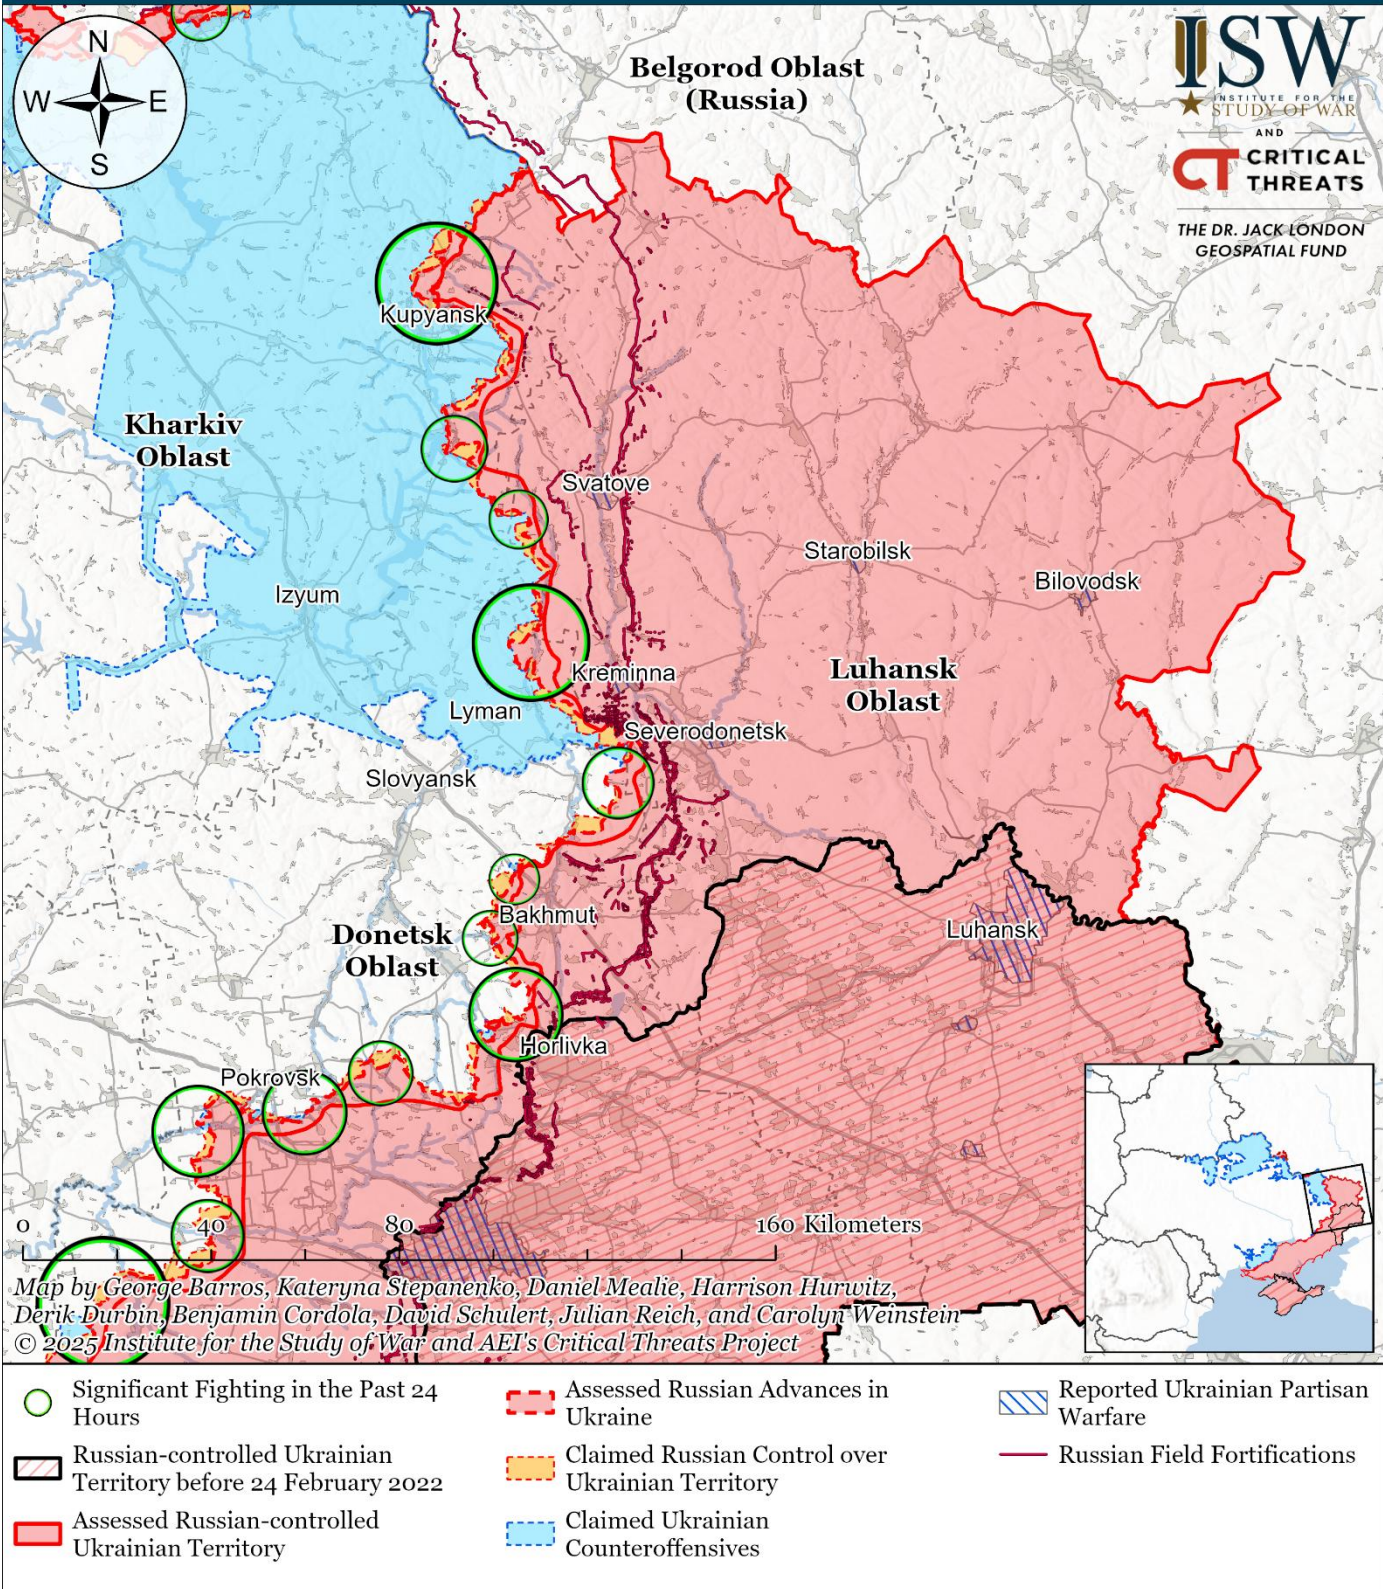 N
W E
S
Belgorod Oblast
(Russia)
ISW
INSTITUTE FOR THE
STUDY OF WAR
AND
CT CRITICAL
THREATS
THE DR. JACK LONDON
GEOSPATIAL FUND
Kupyansk
Kharkiv
Oblast
Svatove
Starobilsk
Bilovodsk
Izyum
Kreminna
Luhansk
Oblast
Lyman
Severodonetsk
Slovyansk
Bakhmut
Luhansk
Donetsk
Oblast
Horlivka
Pokrovsk
0 40 80 160 Kilometers
Map by George Barros, Kateryna Stepanenko, Daniel Mealie, Harrison Hurwitz,
Derik Durbin, Benjamin Cordola, David Schulert, Julian Reich, and Carolyn Weinstein
© 2025 Institute for the Study of War and AEI's Critical Threats Project
Significant Fighting in the Past 24
Hours
Russian-controlled Ukrainian
Territory before 24 February 2022
Assessed Russian-controlled
Ukrainian Territory
Assessed Russian Advances in
Ukraine
Claimed Russian Control over
Ukrainian Territory
Claimed Ukrainian
Counteroffensives
Reported Ukrainian Partisan
Warfare
Russian Field Fortifications